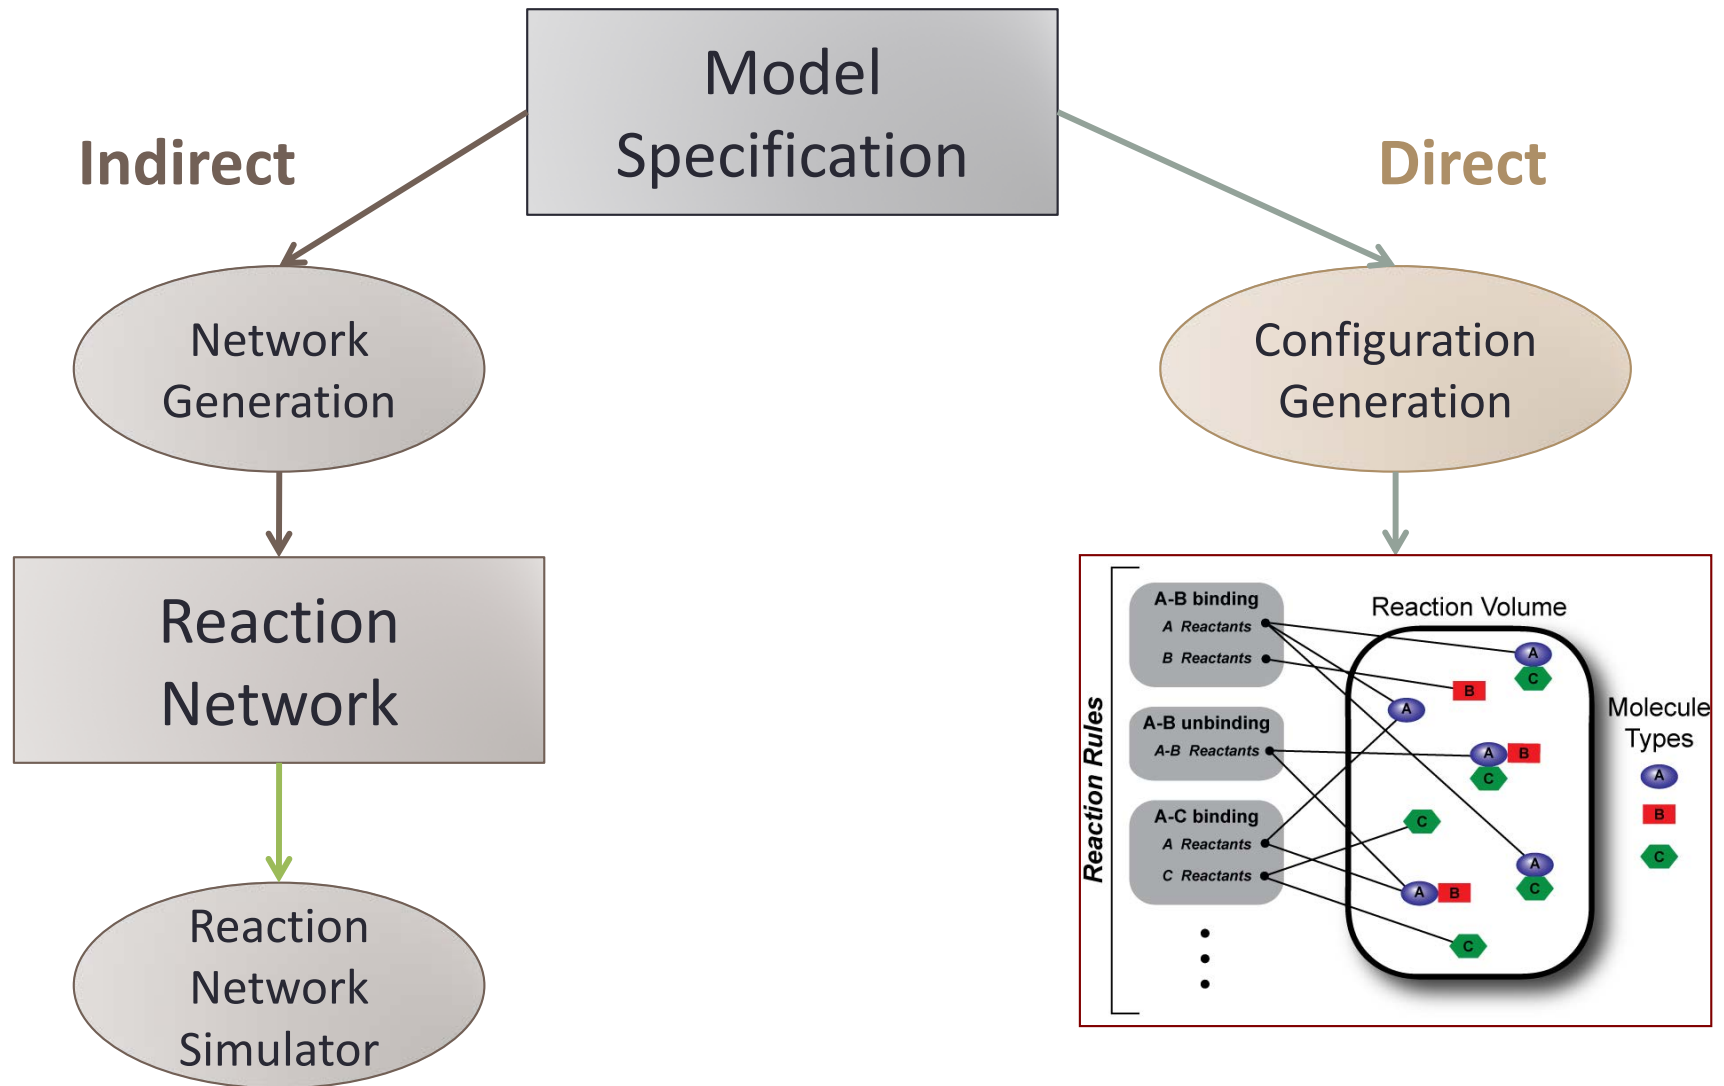 Model
Specification
Indirect
Direct
Network
Generation
Configuration
Generation
Reaction
Network
Reaction
Network
Simulator
Reaction Rules
A-B binding
A Reactants
B Reactants
A-B unbinding
A-B Reactants
A-C binding
A Reactants
C Reactants
Reaction Volume
A
C
B
A
A B
C
C
A
C
A B
C
Molecule
Types
A
B
C